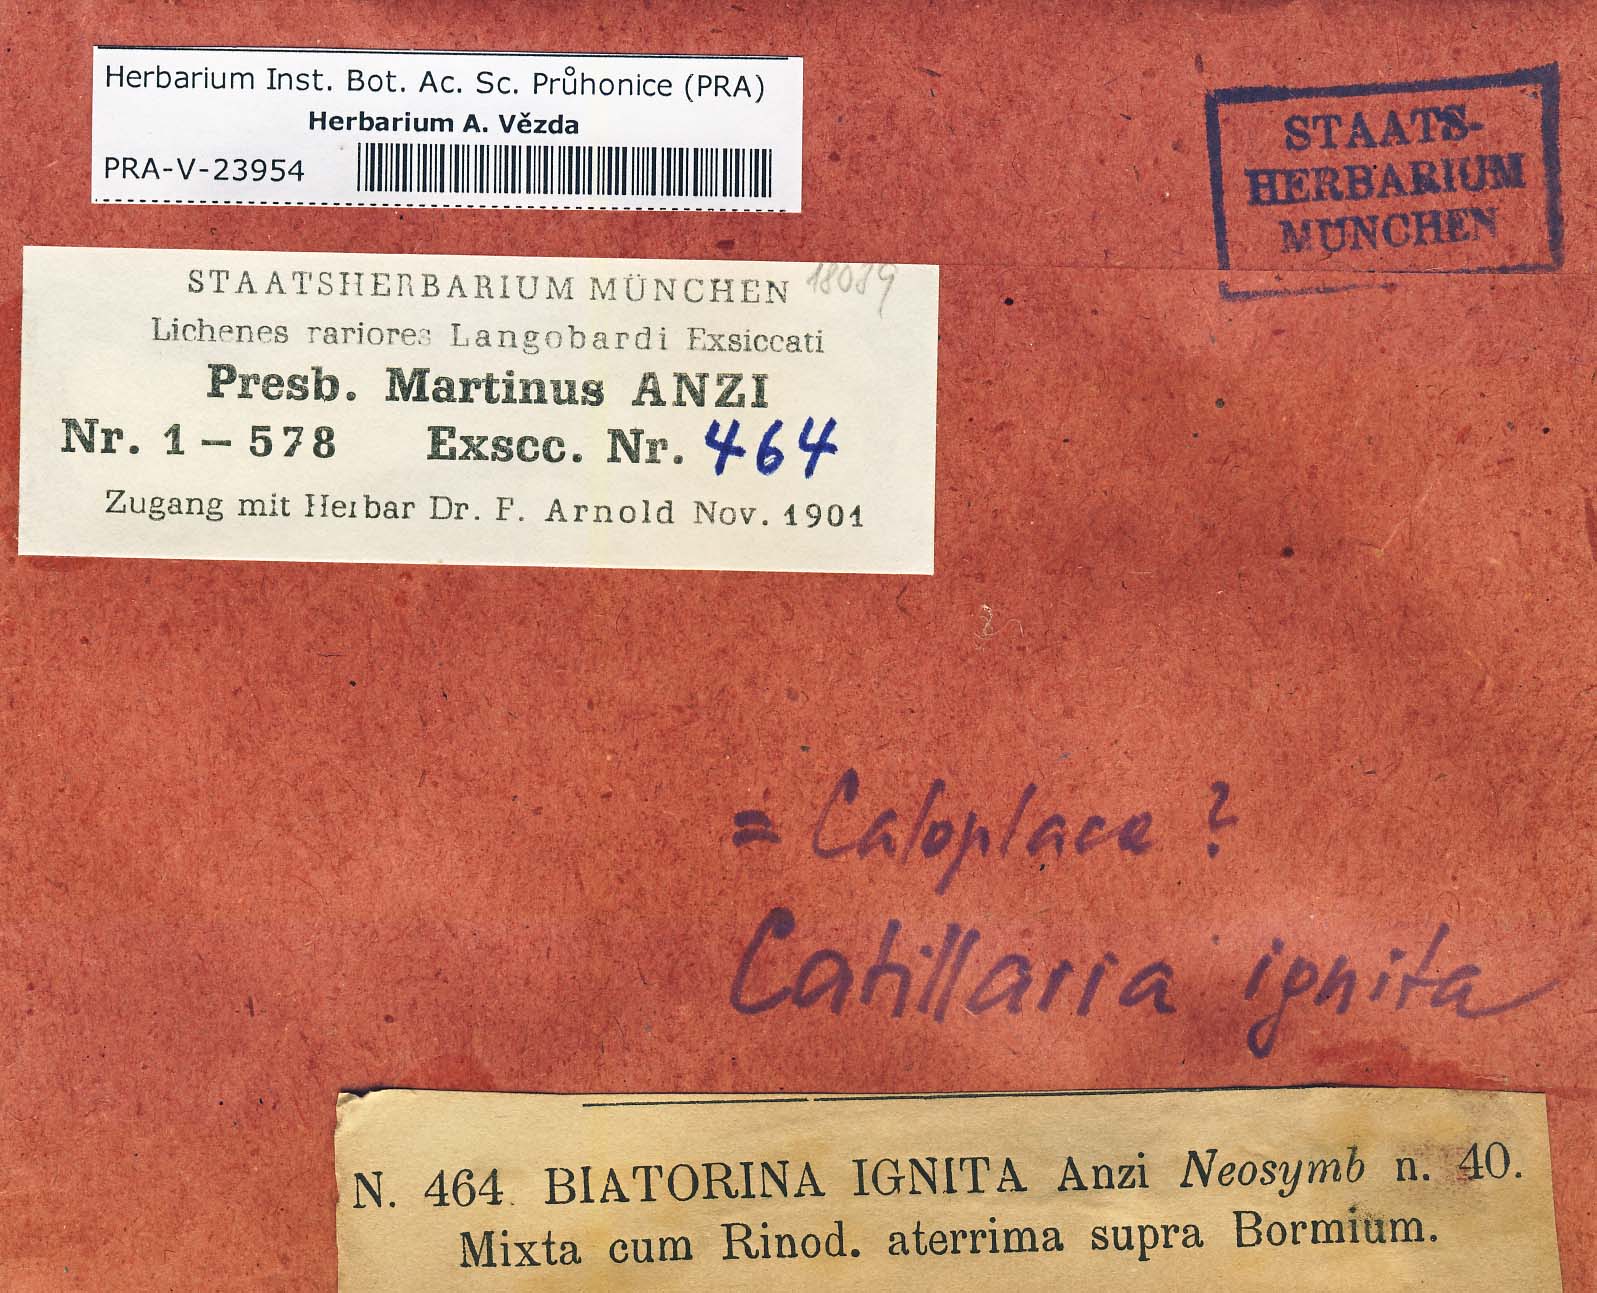 Herbarium Inst. Bot. Ac. Sc. Průhonice (PRA)
Herbarium A. Vězda
PRA-V-23954
STAATS-
HERBARIUM
MÜNCHEN
STAATSHERBARIUM MÜNCHEN 18089
Lichenes rariores Langobardi Exsiccati
Presb. Martinus ANZI
Nr. 1 – 578 Exscc. Nr. 464
Zugang mit Herbar Dr. F. Arnold Nov. 1901
= Caloplaca ?
Catillaria ignita
N. 464 BIATORINA IGNITA Anzi Neosymb n. 40.
Mixta cum Rinod. aterrima supra Bormium.